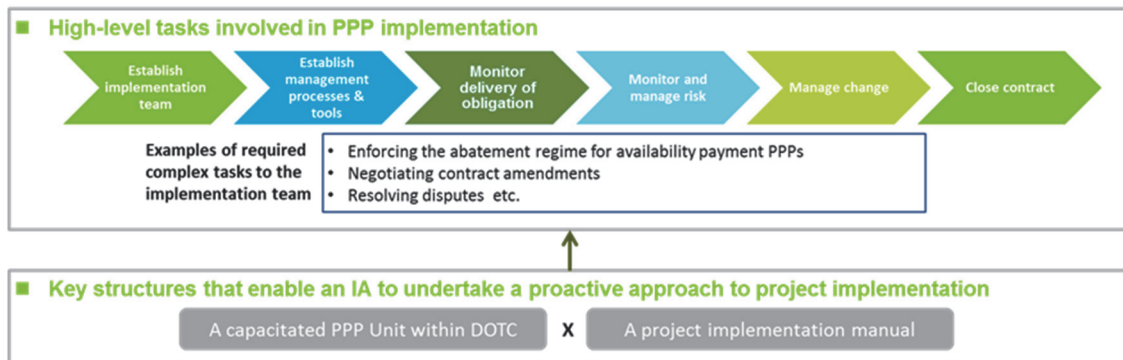 High-level tasks involved in PPP implementation
Establish
implementation
team
Establish
management
processes &
tools
Monitor
delivery of
obligation
Monitor and
manage risk
Manage change
Close contract
Examples of required
complex tasks to the
implementation team
• Enforcing the abatement regime for availability payment PPPs
• Negotiating contract amendments
• Resolving disputes etc.
Key structures that enable an IA to undertake a proactive approach to project implementation
A capacitated PPP Unit within DOTC
X
A project implementation manual